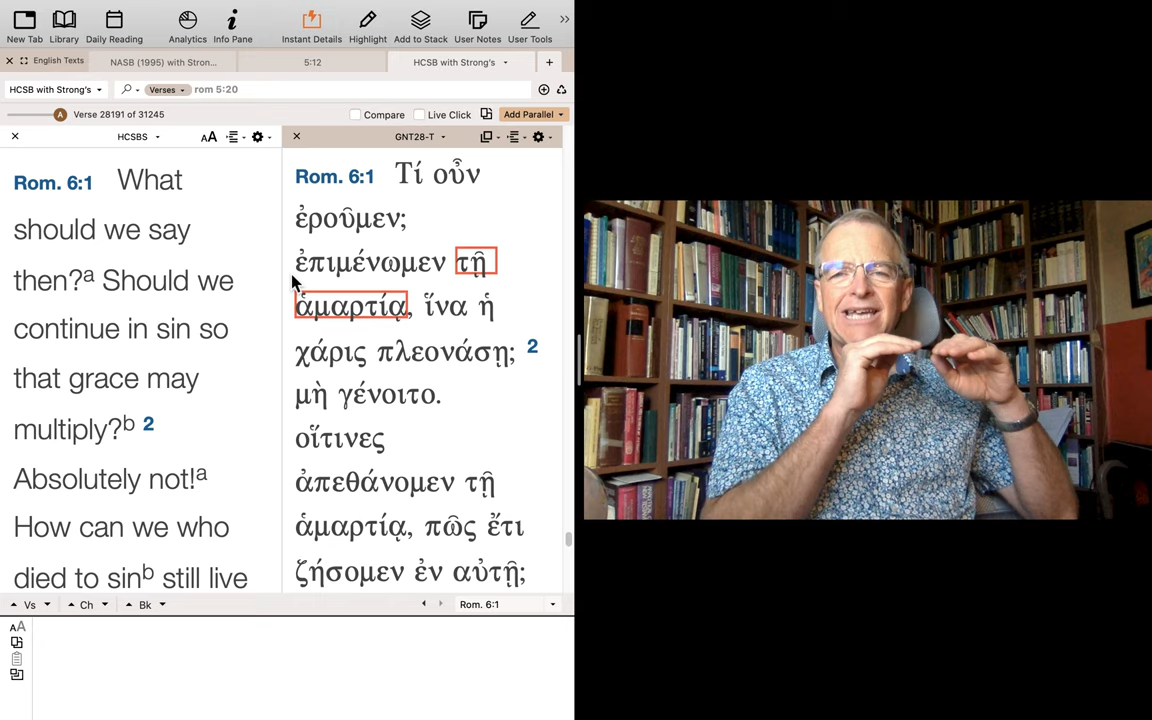 New Tab Library Daily Reading Analytics Info Pane Instant Details Highlight Add to Stack User Notes User Tools
English Texts NASB (1995) with Stron... 5:12 HCSB with Strong's
HCSB with Strong's Verses rom 5:20
A Verse 28191 of 31245 Compare Live Click Add Parallel
HCSBS AA
Rom. 6:1 What
should we say
then?a Should we
continue in sin so
that grace may
multiply?b 2
Absolutely not!a
How can we who
died to sinb still live
GNT28-T
Rom. 6:1 Τί οὖν
ἐροῦμεν;
ἐπιμένωμεν τῇ
ἁμαρτίᾳ, ἵνα ἡ
χάρις πλεονάσῃ; 2
μὴ γένοιτο.
οἵτινες
ἀπεθάνομεν τῇ
ἁμαρτίᾳ, πῶς ἔτι
ζήσομεν ἐν αὐτῇ;
Vs Ch Bk Rom. 6:1
AA